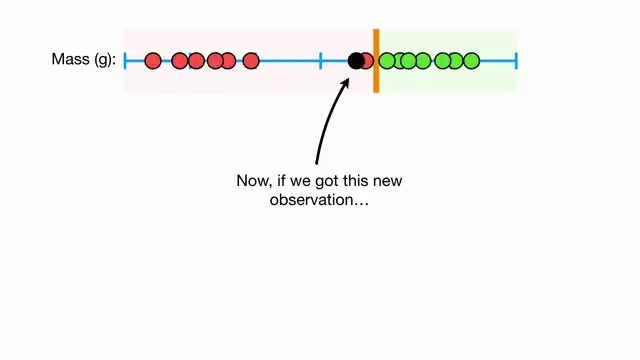 Mass (g):
Now, if we got this new
observation…